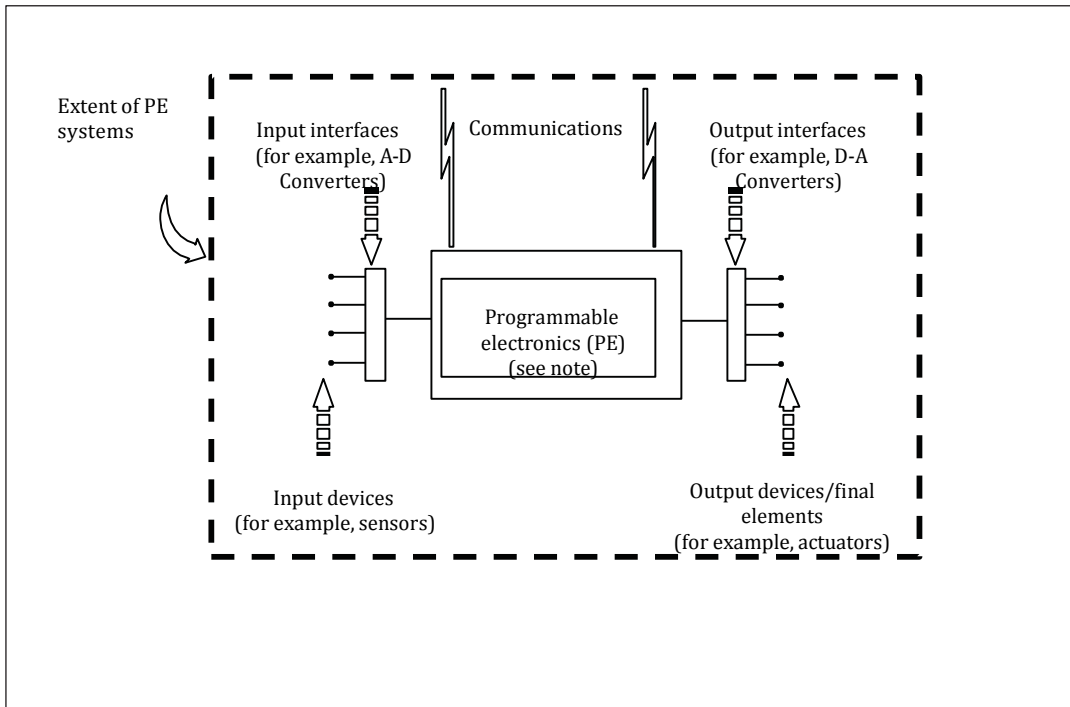 Extent of PE
systems
Input interfaces
(for example, A-D
Converters)
Communications
Output interfaces
(for example, D-A
Converters)
Programmable
electronics (PE)
(see note)
Input devices
(for example, sensors)
Output devices/final
elements
(for example, actuators)